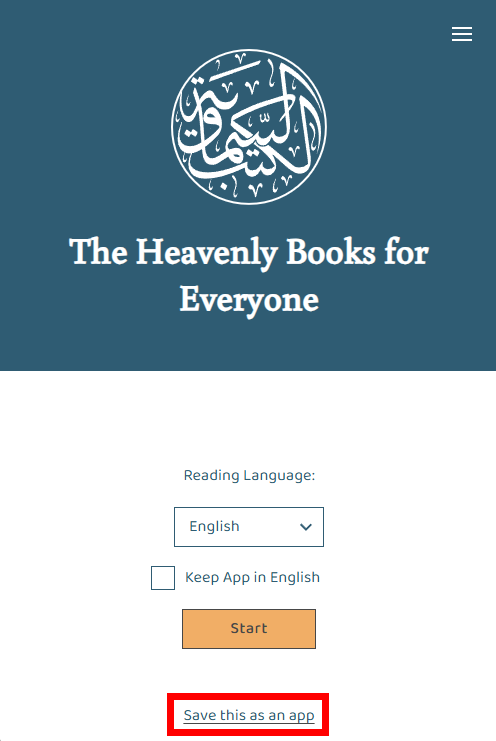 الكتب السماوية
The Heavenly Books for
Everyone
Reading Language:
English
Keep App in English
Start
Save this as an app